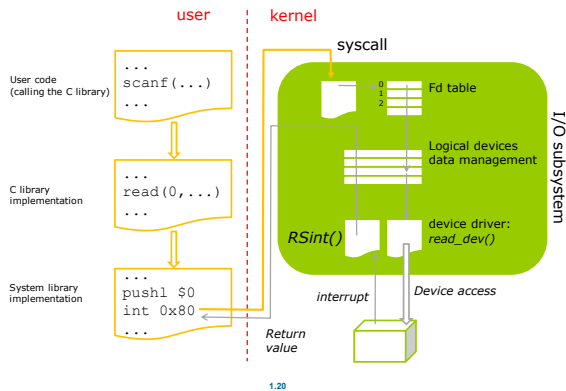 user
kernel
syscall
User code
(calling the C library)
...
scanf(...)
...
0
1
2
Fd table
Logical devices
data management
I/O subsystem
C library
implementation
...
read(0,...)
...
RSint()
device driver:
read_dev()
System library
implementation
...
pushl $0
int 0x80
...
interrupt
Device access
Return
value
1.20